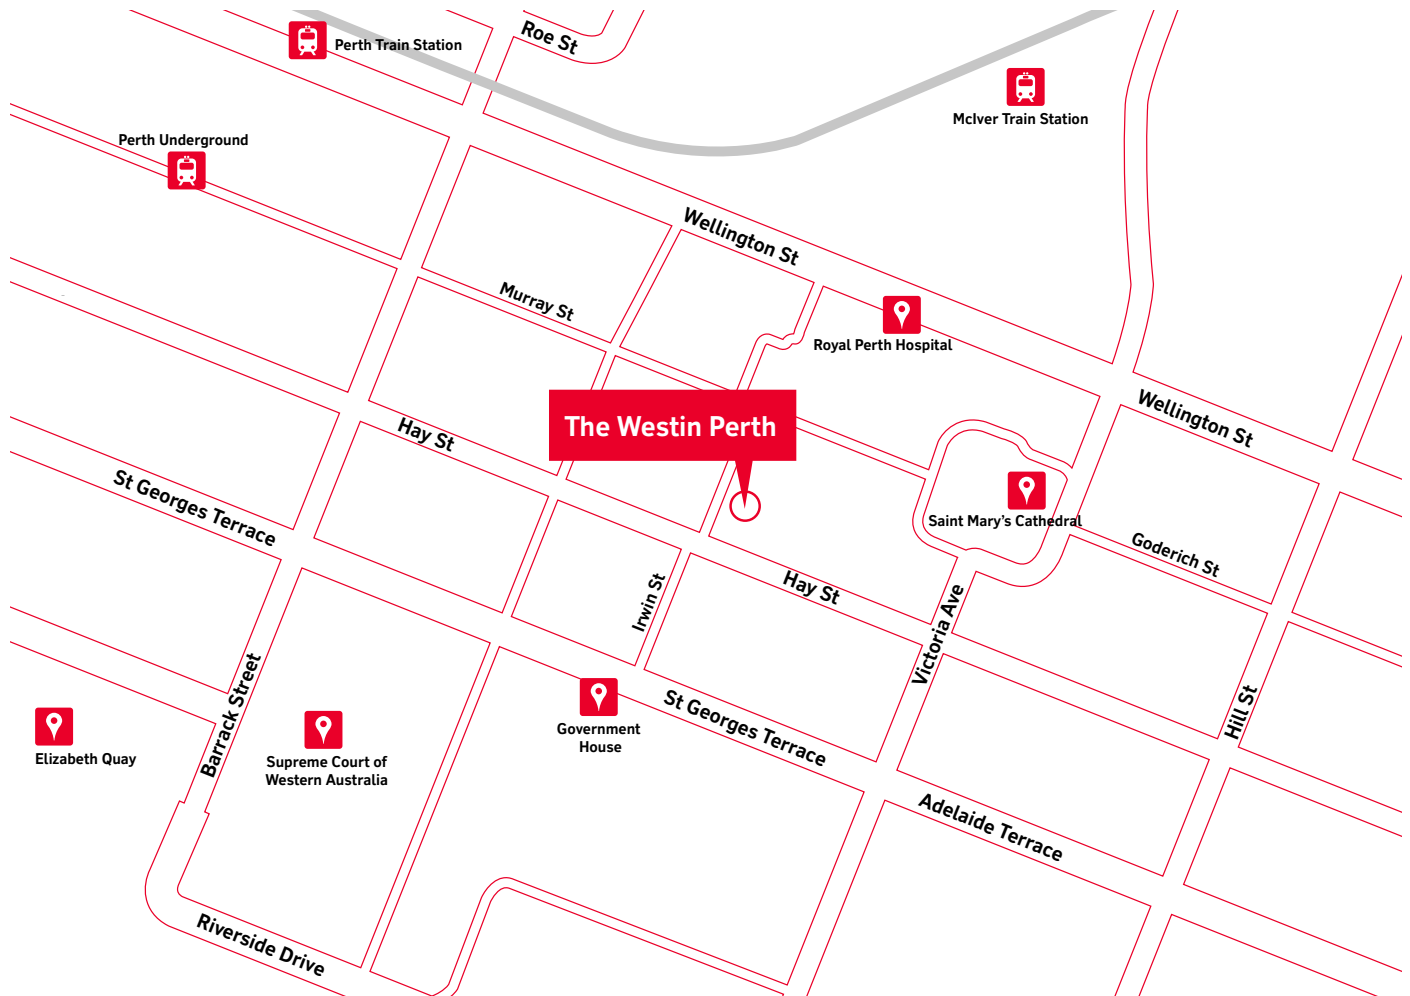 Roe St
Perth Train Station
McIver Train Station
Perth Underground
Wellington St
Murray St
Royal Perth Hospital
Wellington St
The Westin Perth
Hay St
St Georges Terrace
Saint Mary's Cathedral
Goderich St
Hay St
Irwin St
Victoria Ave
Barrack Street
Hill St
Government
House
St Georges Terrace
Elizabeth Quay
Supreme Court of
Western Australia
Adelaide Terrace
Riverside Drive